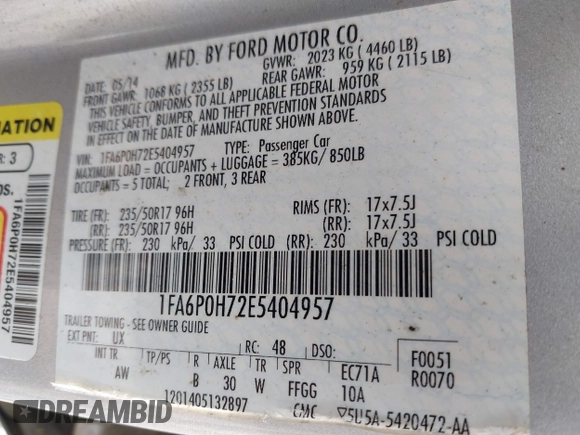 MFD. BY FORD MOTOR CO.
DATE: 05/14 GVWR: 2023 KG ( 4460 LB)
FRONT GAWR: 1068 KG ( 2355 LB) REAR GAWR: 959 KG ( 2115 LB)
THIS VEHICLE CONFORMS TO ALL APPLICABLE FEDERAL MOTOR
VEHICLE SAFETY, BUMPER, AND THEFT PREVENTION STANDARDS
IN EFFECT ON THE DATE OF MANUFACTURE SHOWN ABOVE.
VIN: 1FA6P0H72E5404957 TYPE: Passenger Car
MAXIMUM LOAD = OCCUPANTS + LUGGAGE = 385KG/ 850LB
OCCUPANTS = 5 TOTAL; 2 FRONT, 3 REAR
TIRE (FR): 235/50R17 96H RIMS (FR): 17x7.5J
(RR): 235/50R17 96H (RR): 17x7.5J
PRESSURE (FR): 230 kPa/ 33 PSI COLD (RR): 230 kPa/ 33 PSI COLD
1FA6P0H72E5404957
TRAILER TOWING - SEE OWNER GUIDE
EXT PNT: UX RC: 48 DSO: F0051
INT TR TP/PS R AXLE TR SPR EC71A R0070
AW B 30 W FFGG 10A
1201405132897 CMC ▽5U5A-5420472-AA
MATION
R: 3
DS.
1FA6P0H72E5404957
DREAMBID